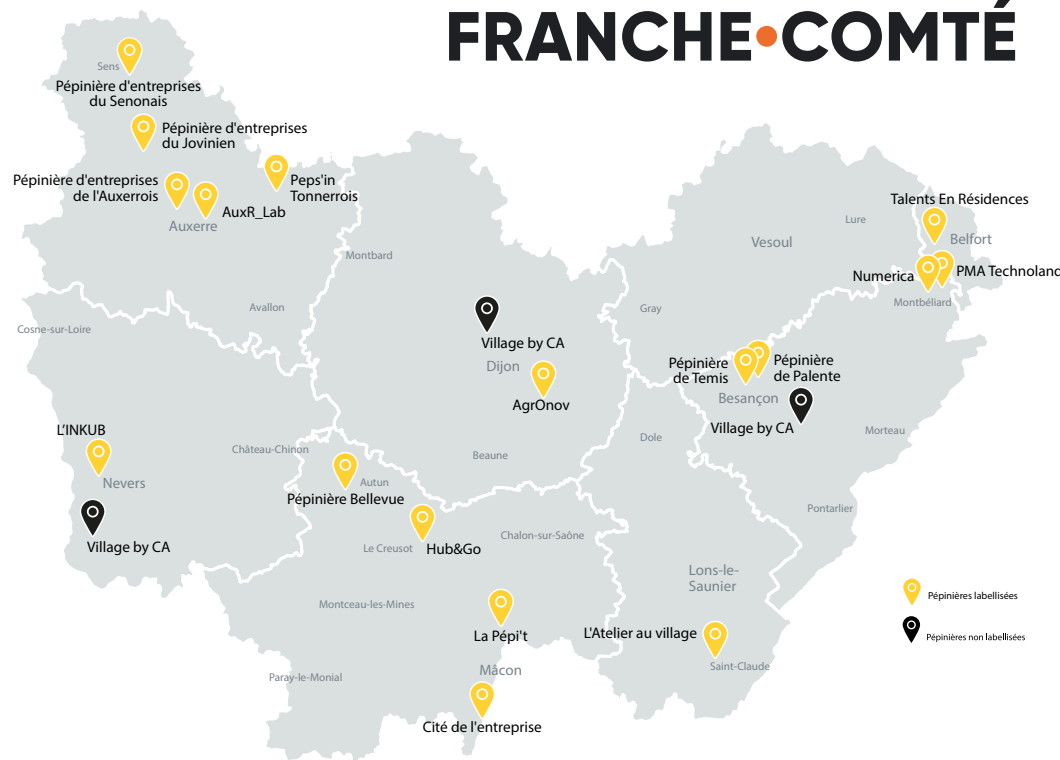 FRANCHE•COMTÉ
Sens
Pépinière d'entreprises
du Senonais
Pépinière d'entreprises
du Jovinien
Pépinière d'entreprises
de l'Auxerrois
AuxR_Lab
Peps'in
Tonnerrois
Auxerre
Montbard
Avallon
Cosne-sur-Loire
Talents En Résidences
Lure
Vesoul
Belfort
Numerica
PMA Technoland
Montbéliard
Gray
Village by CA
Dijon
AgrOnov
Pépinière
de Temis
Pépinière
de Palente
Besançon
Village by CA
Morteau
Dole
Beaune
L'INKUB
Nevers
Château-Chinon
Village by CA
Autun
Pépinière Bellevue
Le Creusot
Hub&Go
Chalon-sur-Saône
Pontarlier
Lons-le-
Saunier
Montceau-les-Mines
La Pépi't
L'Atelier au village
Saint-Claude
Mâcon
Paray-le-Monial
Cité de l'entreprise
Pépinières labellisées
Pépinières non labellisées